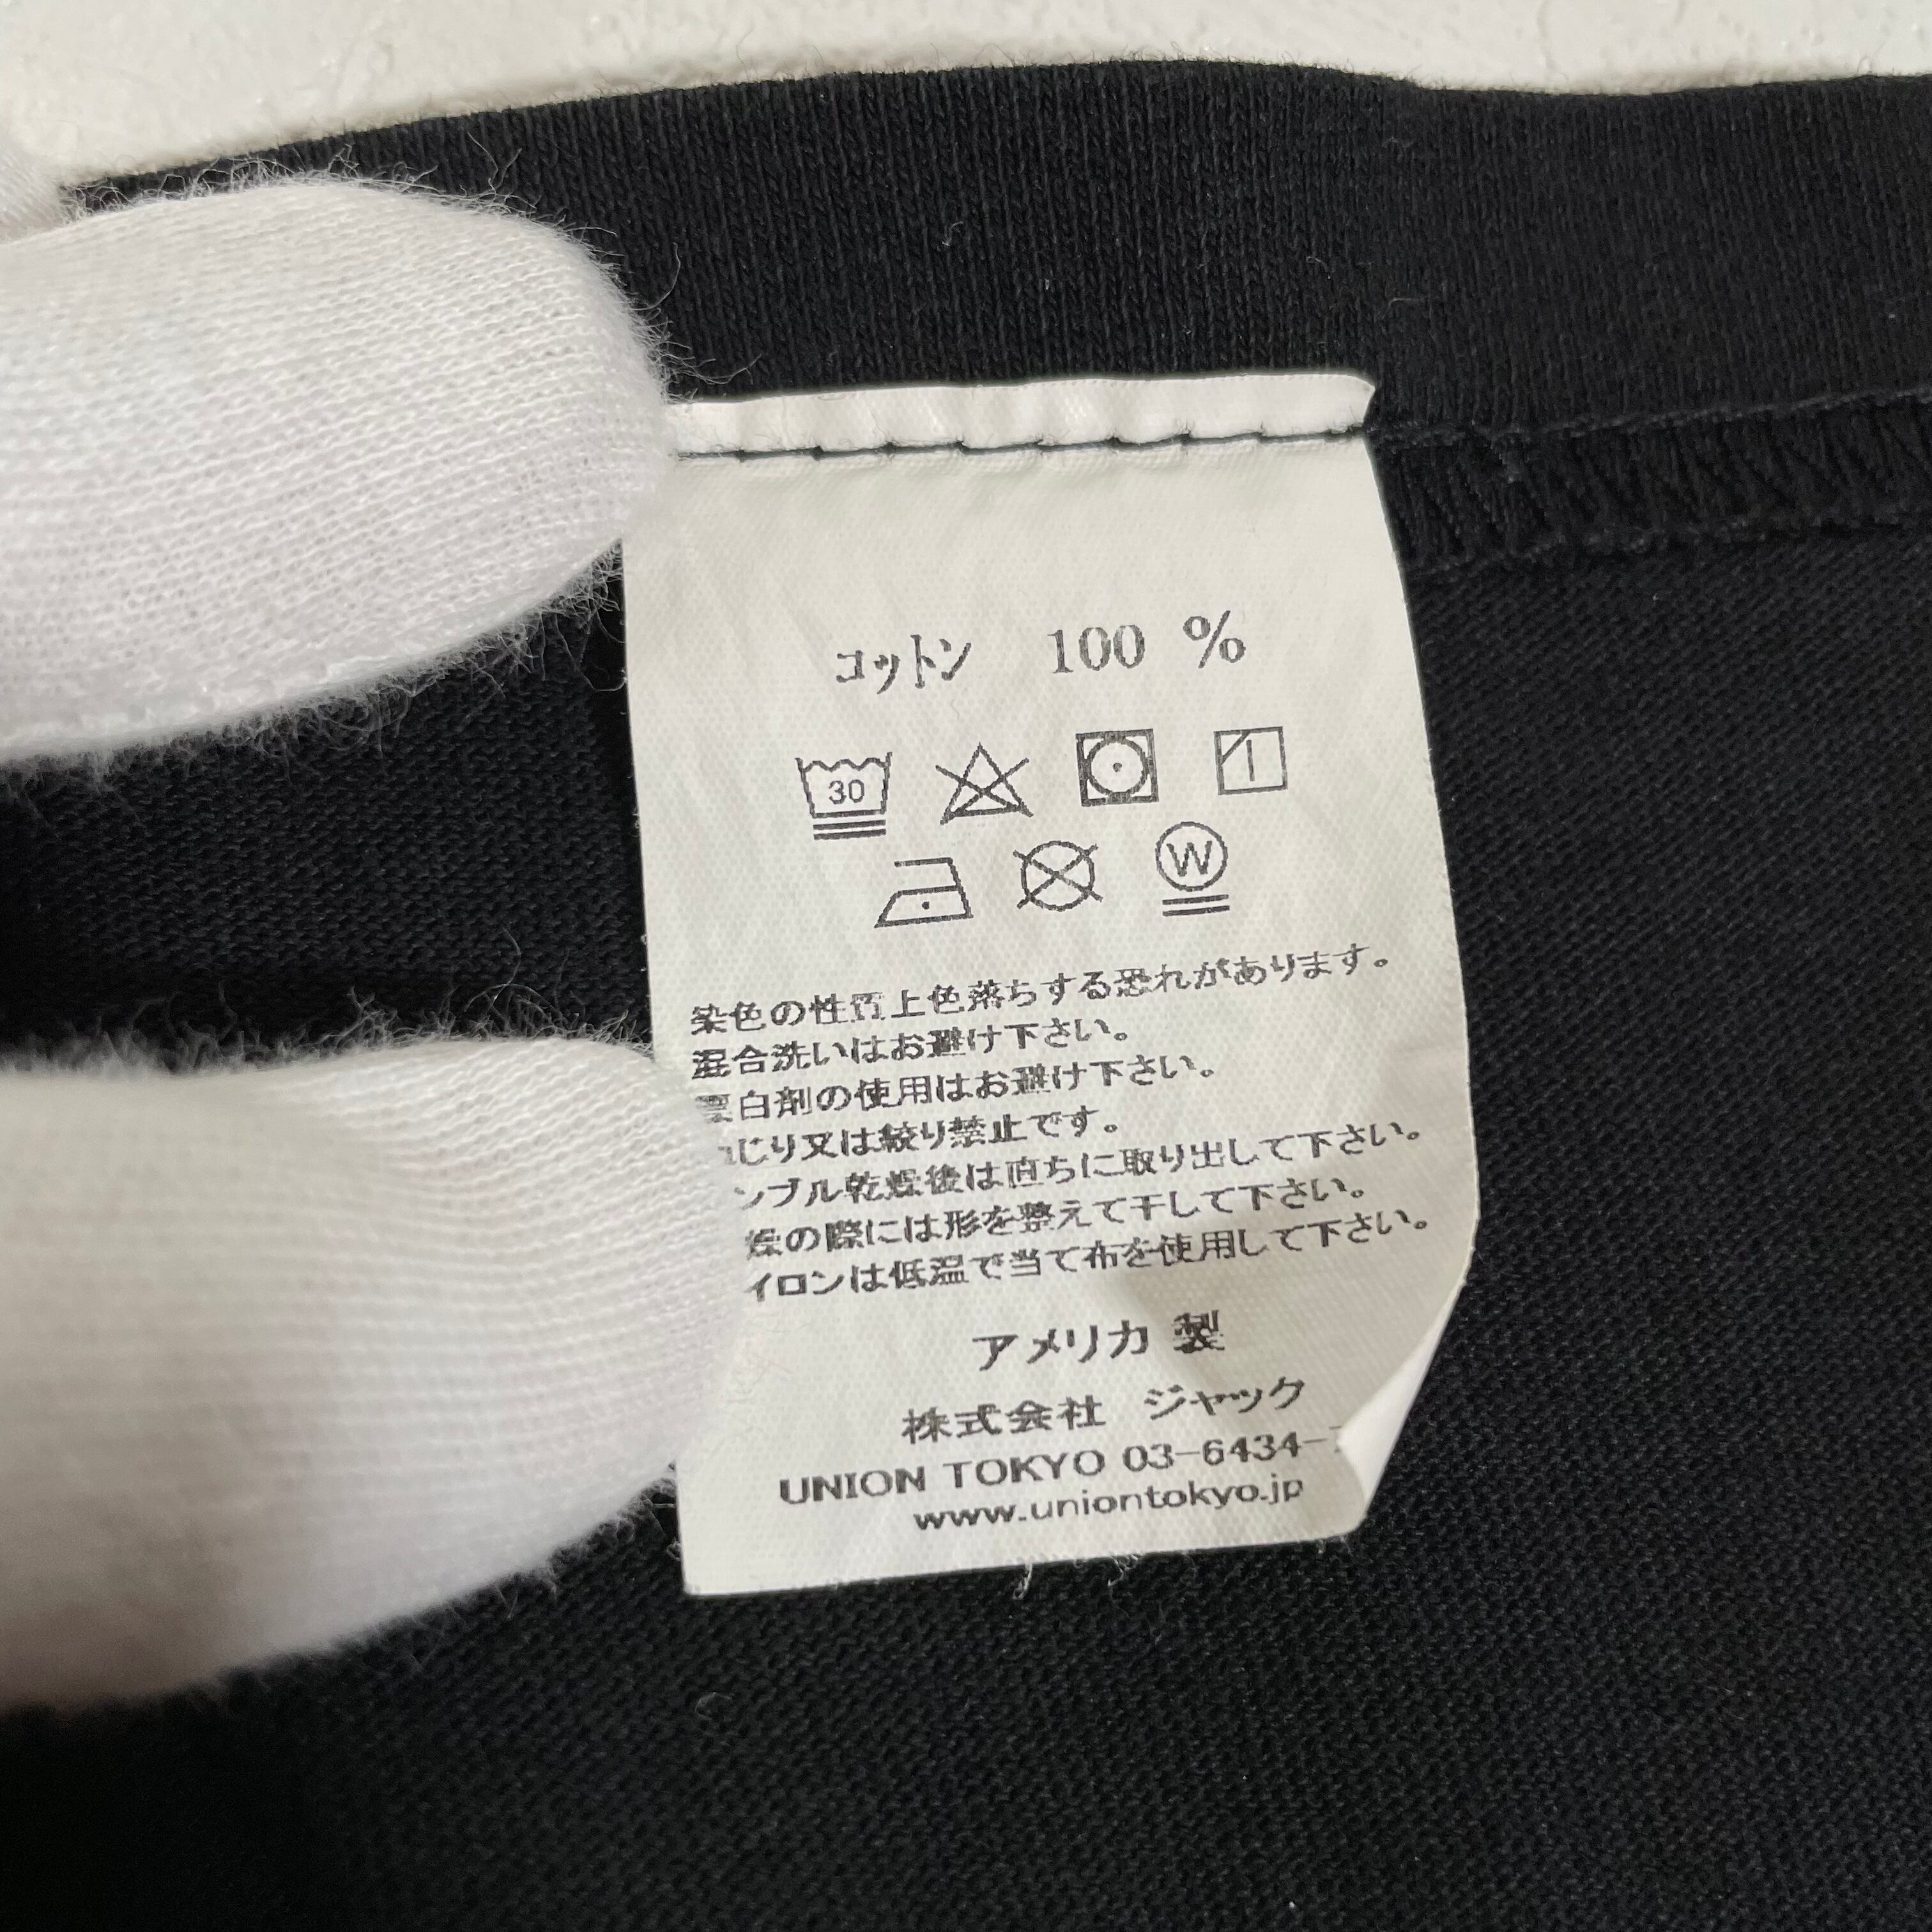 コットン 100 %
30
W
染色の性質上色落ちする恐れがあります。
混合洗いはお避け下さい。
白剤の使用はお避け下さい。
じり又は絞り禁止です。
ンブル乾燥後は直ちに取り出して下さい。
燥の際には形を整えて干して下さい。
イロンは低温で当て布を使用して下さい。
アメリカ 製
株式会社 ジャック
UNION TOKYO 03-6434-
www.uniontokyo.jp